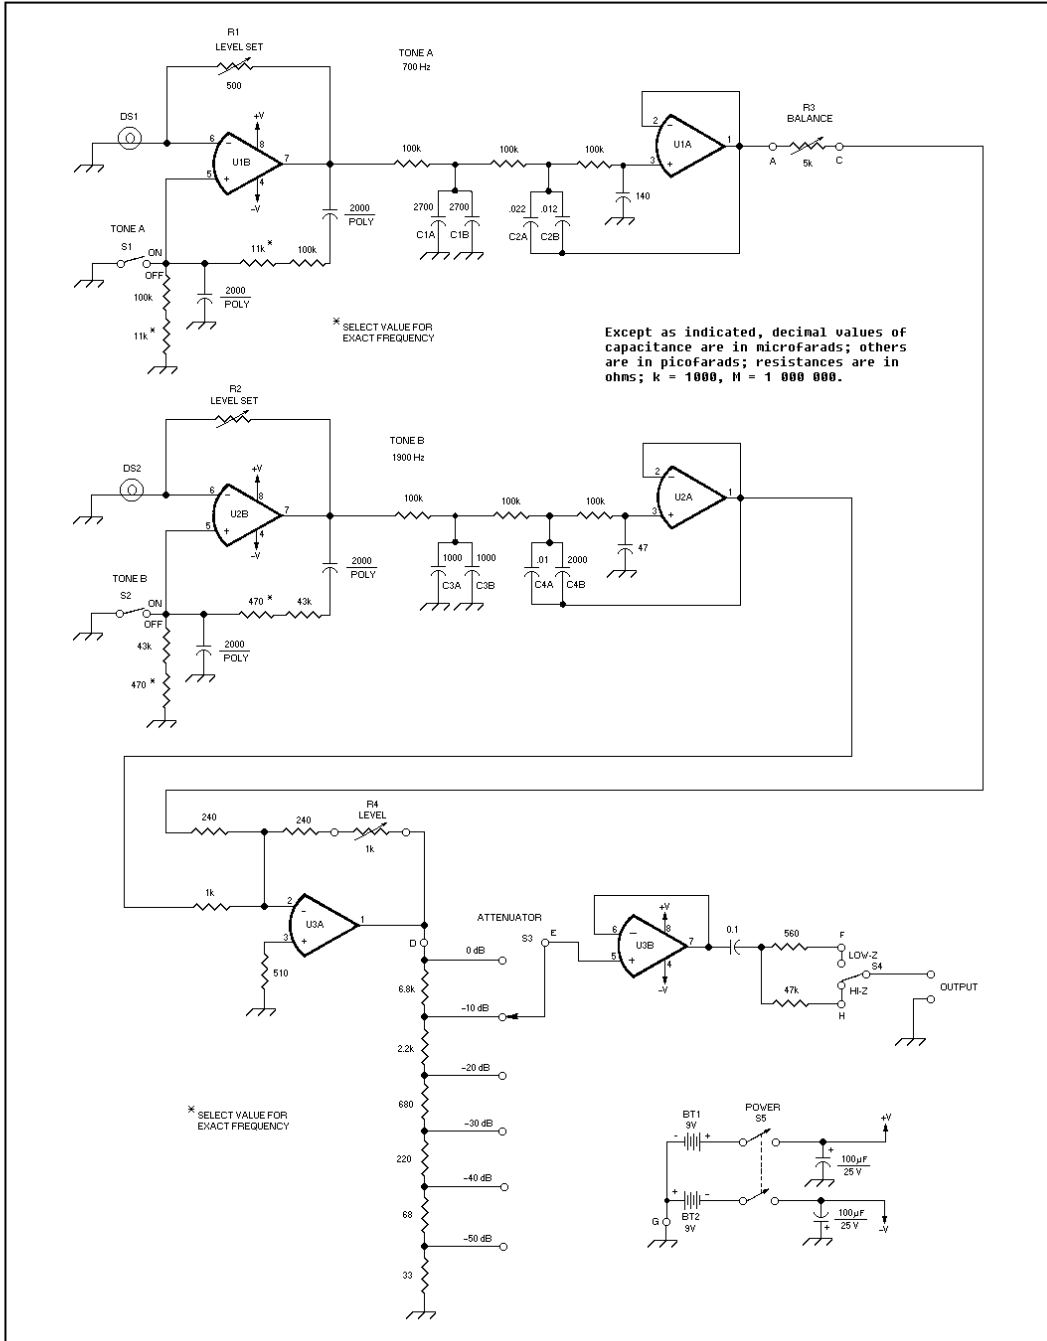 R1
LEVEL SET
500
TONE A
700 Hz
DS1
6
−
+V
8
U1B
7
5
+
4
−V
100k
100k
100k
2
−
U1A
1
3
+
R3
BALANCE
A
5k
C
2000
POLY
2700
2700
C1A
C1B
.022
.012
C2A
C2B
140
TONE A
S1
ON
OFF
11k *
100k
100k
11k *
2000
POLY
* SELECT VALUE FOR
EXACT FREQUENCY
Except as indicated, decimal values of
capacitance are in microfarads; others
are in picofarads; resistances are in
ohms; k = 1000, M = 1 000 000.
R2
LEVEL SET
TONE B
1900 Hz
DS2
6
−
+V
8
U2B
7
5
+
4
−V
100k
100k
100k
2
−
U2A
1
3
+
2000
POLY
1000
1000
C3A
C3B
.01
2000
C4A
C4B
47
TONE B
S2
ON
OFF
470 *
43k
43k
470 *
2000
POLY
240
240
R4
LEVEL
1k
1k
2
−
U3A
1
3
+
510
D
ATTENUATOR
S3
E
0 dB
6.8k
−10 dB
2.2k
−20 dB
680
−30 dB
220
−40 dB
68
−50 dB
33
6
−
+V
8
U3B
7
5
+
4
−V
0.1
560
F
LOW-Z
S4
47k
HI-Z
H
OUTPUT
* SELECT VALUE FOR
EXACT FREQUENCY
BT1
9V
-
+
POWER
S5
+V
+
100µF
25 V
+
-
BT2
9V
G
100µF
25 V
+
−V